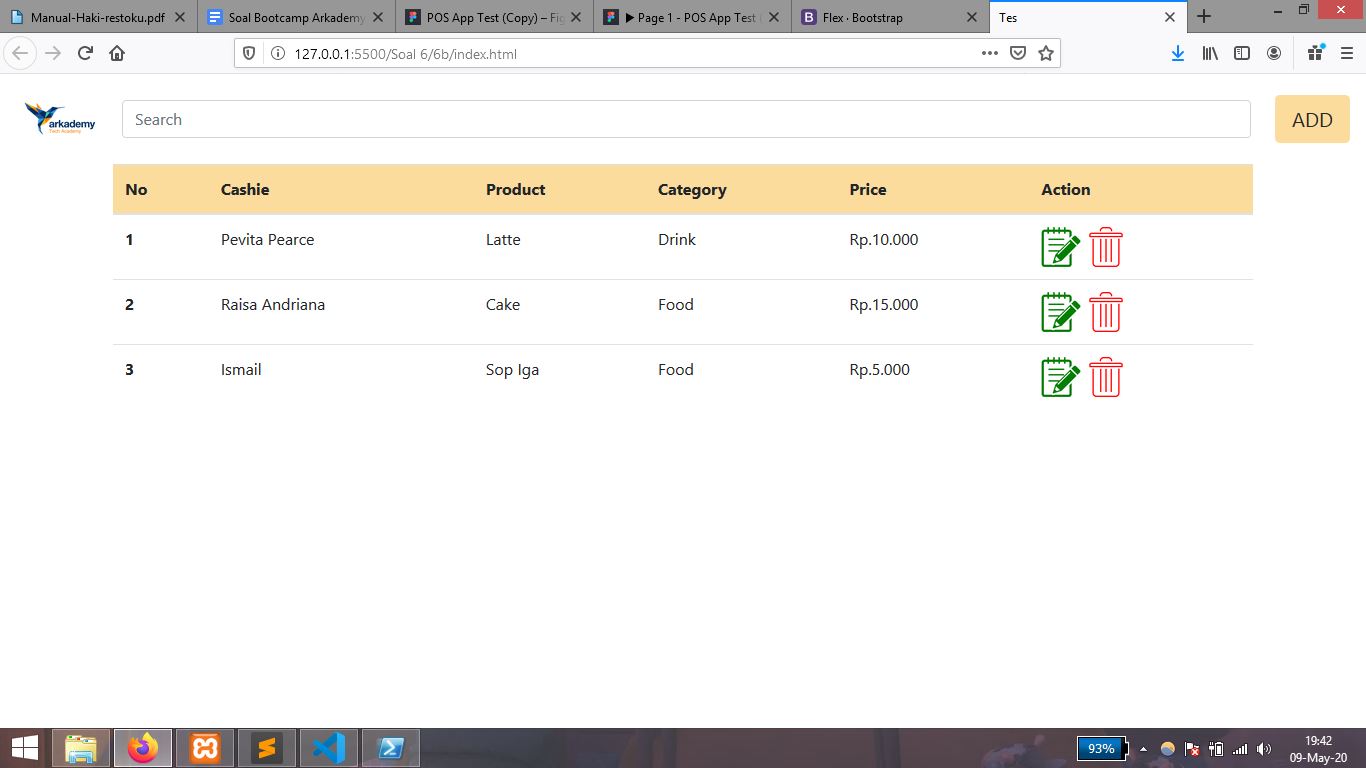 Manual-Haki-restoku.pdf Soal Bootcamp Arkademy POS App Test (Copy) – Fig ▶ Page 1 - POS App Test ( Flex · Bootstrap Tes
127.0.0.1:5500/Soal 6/6b/index.html
arkademy
Tech Academy
Search
ADD
No Cashie Product Category Price Action
1 Pevita Pearce Latte Drink Rp.10.000
2 Raisa Andriana Cake Food Rp.15.000
3 Ismail Sop Iga Food Rp.5.000
93%
19:42
09-May-20